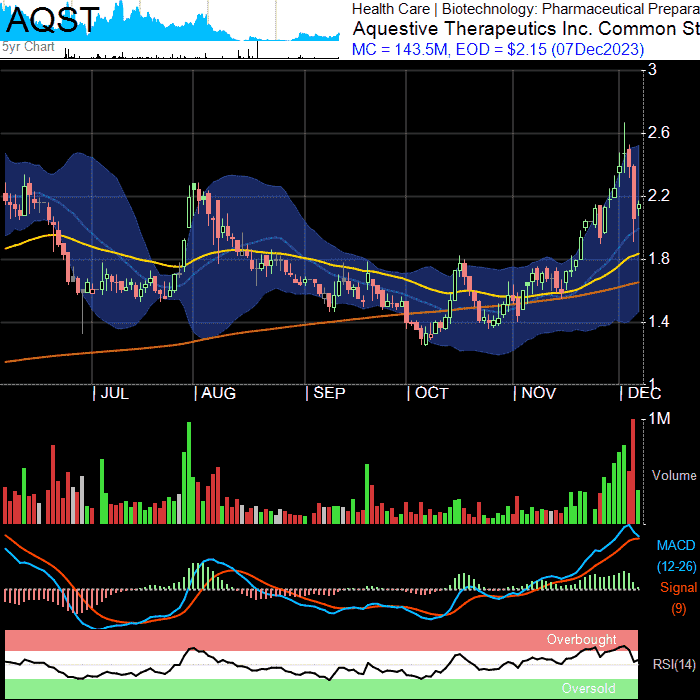 AQST
5yr Chart
Health Care | Biotechnology: Pharmaceutical Prepara
Aquestive Therapeutics Inc. Common St
MC = 143.5M, EOD = $2.15 (07Dec2023)
3
2.6
2.2
1.8
1.4
1
| JUL | AUG | SEP | OCT | NOV | DEC
1M
Volume
MACD
(12-26)
Signal
(9)
Overbought
RSI(14)
Oversold